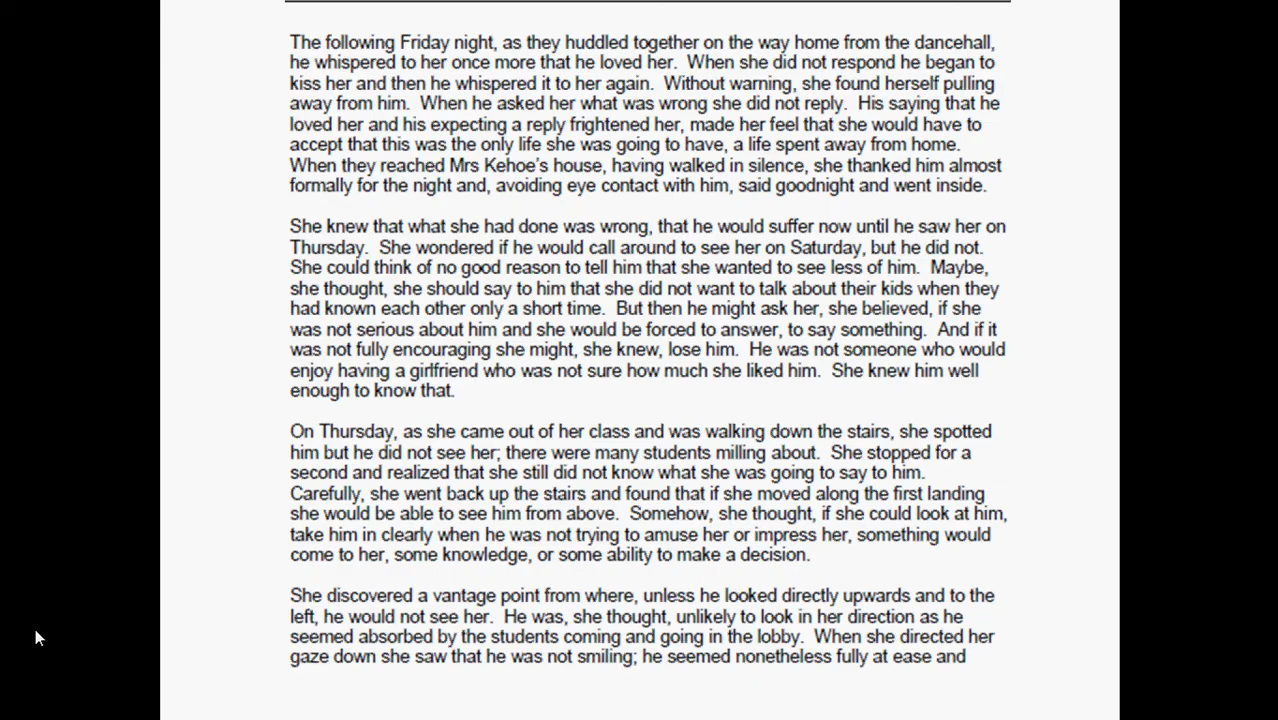 The following Friday night, as they huddled together on the way home from the dancehall,
he whispered to her once more that he loved her.  When she did not respond he began to
kiss her and then he whispered it to her again.  Without warning, she found herself pulling
away from him.  When he asked her what was wrong she did not reply.  His saying that he
loved her and his expecting a reply frightened her, made her feel that she would have to
accept that this was the only life she was going to have, a life spent away from home.
When they reached Mrs Kehoe's house, having walked in silence, she thanked him almost
formally for the night and, avoiding eye contact with him, said goodnight and went inside.
She knew that what she had done was wrong, that he would suffer now until he saw her on
Thursday.  She wondered if he would call around to see her on Saturday, but he did not.
She could think of no good reason to tell him that she wanted to see less of him.  Maybe,
she thought, she should say to him that she did not want to talk about their kids when they
had known each other only a short time.  But then he might ask her, she believed, if she
was not serious about him and she would be forced to answer, to say something.  And if it
was not fully encouraging she might, she knew, lose him.  He was not someone who would
enjoy having a girlfriend who was not sure how much she liked him.  She knew him well
enough to know that.
On Thursday, as she came out of her class and was walking down the stairs, she spotted
him but he did not see her; there were many students milling about.  She stopped for a
second and realized that she still did not know what she was going to say to him.
Carefully, she went back up the stairs and found that if she moved along the first landing
she would be able to see him from above.  Somehow, she thought, if she could look at him,
take him in clearly when he was not trying to amuse her or impress her, something would
come to her, some knowledge, or some ability to make a decision.
She discovered a vantage point from where, unless he looked directly upwards and to the
left, he would not see her.  He was, she thought, unlikely to look in her direction as he
seemed absorbed by the students coming and going in the lobby.  When she directed her
gaze down she saw that he was not smiling; he seemed nonetheless fully at ease and